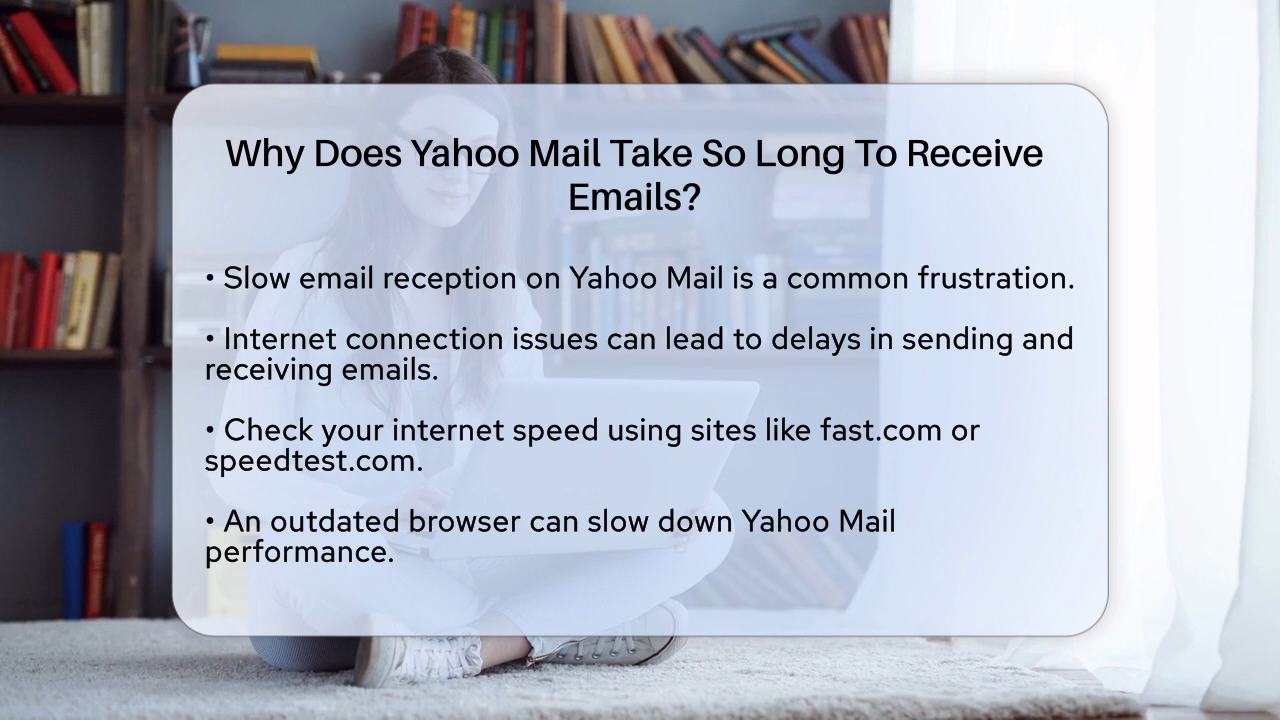 Why Does Yahoo Mail Take So Long To Receive
Emails?
• Slow email reception on Yahoo Mail is a common frustration.
• Internet connection issues can lead to delays in sending and
receiving emails.
• Check your internet speed using sites like fast.com or
speedtest.com.
• An outdated browser can slow down Yahoo Mail
performance.